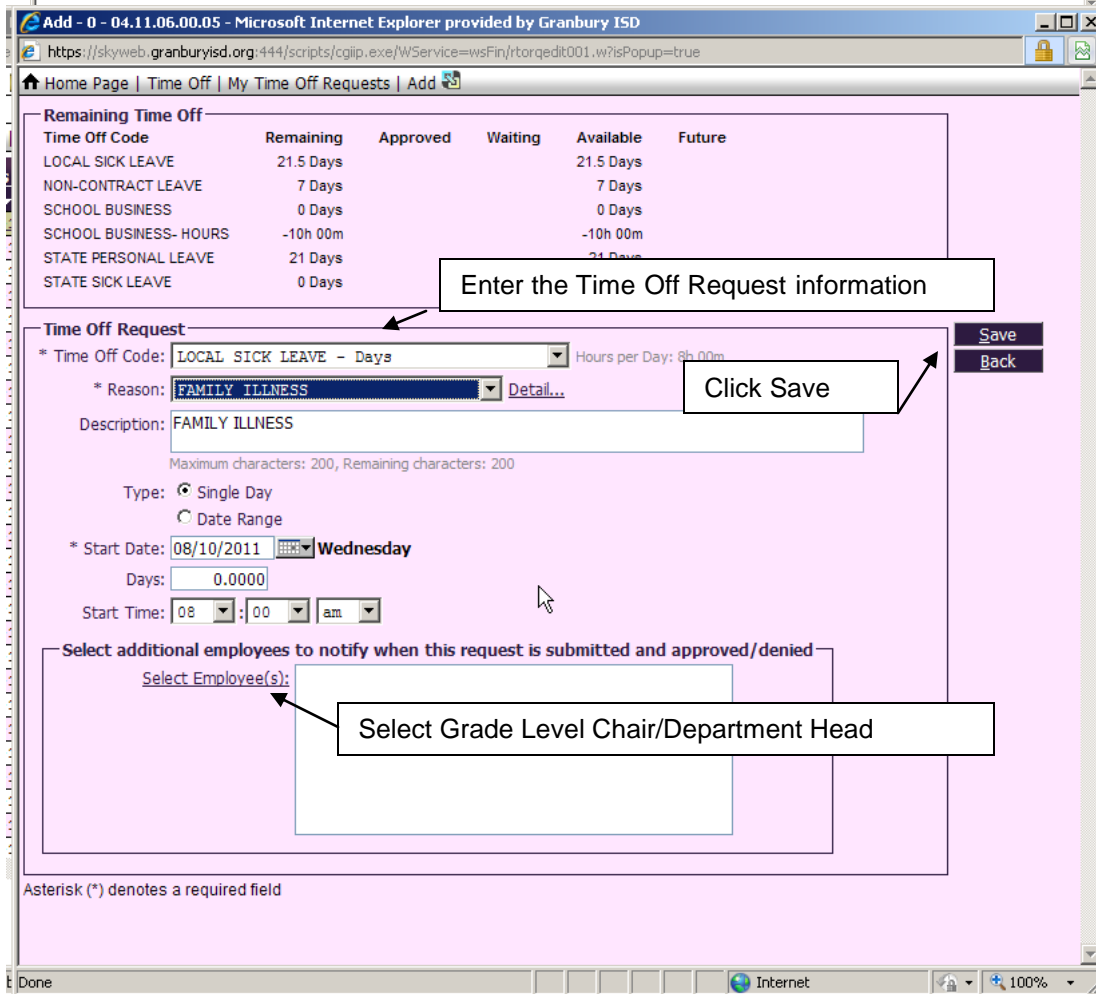 Add - 0 - 04.11.06.00.05 - Microsoft Internet Explorer provided by Granbury ISD
https://skyweb.granburyisd.org:444/scripts/cgiip.exe/WService=wsFin/rtorqedit001.w?isPopup=true
Home Page | Time Off | My Time Off Requests | Add
Remaining Time Off
Time Off Code Remaining Approved Waiting Available Future
LOCAL SICK LEAVE 21.5 Days 21.5 Days
NON-CONTRACT LEAVE 7 Days 7 Days
SCHOOL BUSINESS 0 Days 0 Days
SCHOOL BUSINESS- HOURS -10h 00m -10h 00m
STATE PERSONAL LEAVE 21 Days 21 Days
STATE SICK LEAVE 0 Days
Enter the Time Off Request information
Time Off Request
* Time Off Code: LOCAL SICK LEAVE - Days Hours per Day: 8h 00m
Save
Back
* Reason: FAMILY ILLNESS Detail...
Click Save
Description: FAMILY ILLNESS
Maximum characters: 200, Remaining characters: 200
Type: Single Day
Date Range
* Start Date: 08/10/2011 Wednesday
Days: 0.0000
Start Time: 08 : 00 am
Select additional employees to notify when this request is submitted and approved/denied
Select Employee(s):
Select Grade Level Chair/Department Head
Asterisk (*) denotes a required field
Done Internet 100%